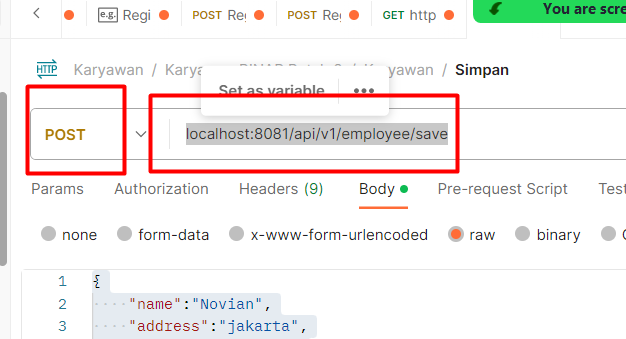 e.g. Regi POST Re POST Re GET http You are scre
HTTP Karyawan / Karya / Karyawan / Simpan
Set as variable •••
POST localhost:8081/api/v1/employee/save
Params Authorization Headers (9) Body Pre-request Script Test
none form-data x-www-form-urlencoded raw binary
1 {
2 "name":"Novian",
3 "address":"jakarta",